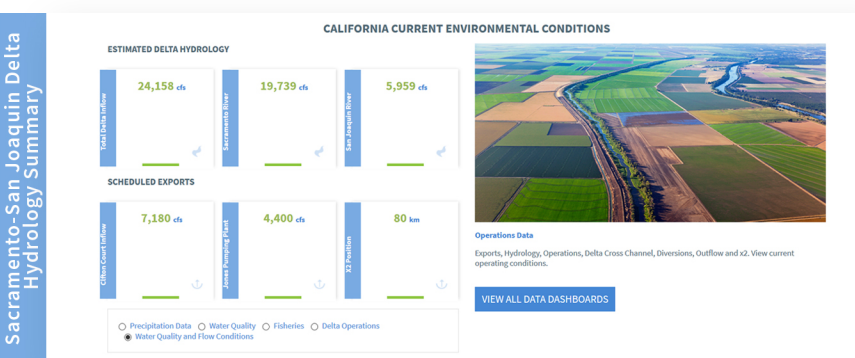 Sacramento-San Joaquin Delta
Hydrology Summary
CALIFORNIA CURRENT ENVIRONMENTAL CONDITIONS
ESTIMATED DELTA HYDROLOGY
Total Delta Inflow
24,158 cfs
Sacramento River
19,739 cfs
San Joaquin River
5,959 cfs
SCHEDULED EXPORTS
Clifton Court Inflow
7,180 cfs
Jones Pumping Plant
4,400 cfs
X2 Position
80 km
Precipitation Data Water Quality Fisheries Delta Operations
Water Quality and Flow Conditions
Operations Data
Exports, Hydrology, Operations, Delta Cross Channel, Diversions, Outflow and x2. View current
operating conditions.
VIEW ALL DATA DASHBOARDS